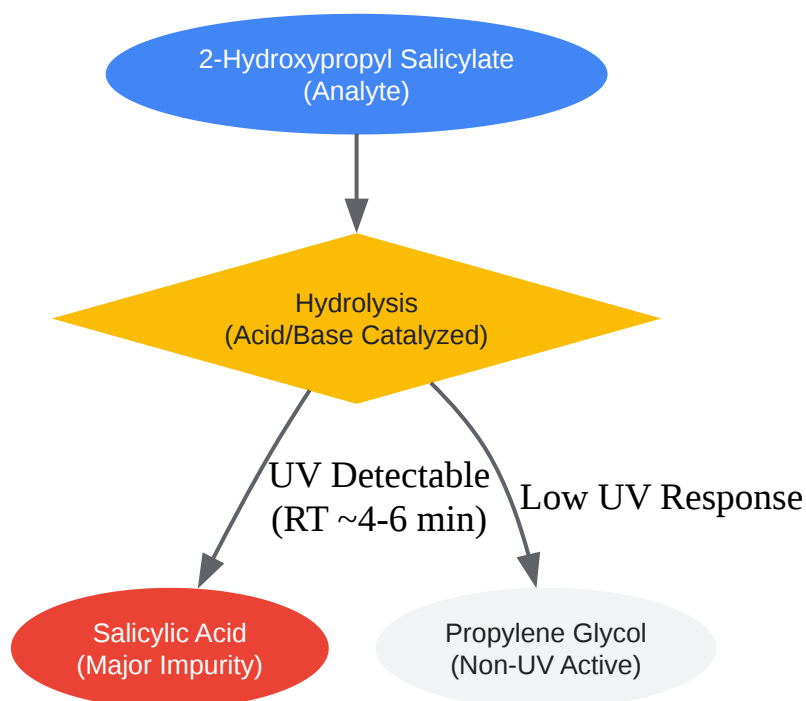 2-Hydroxypropyl Salicylate
(Analyte)
Hydrolysis
(Acid/Base Catalyzed)
UV Detectable
(RT ~4-6 min)
Low UV Response
Salicylic Acid
(Major Impurity)
Propylene Glycol
(Non-UV Active)